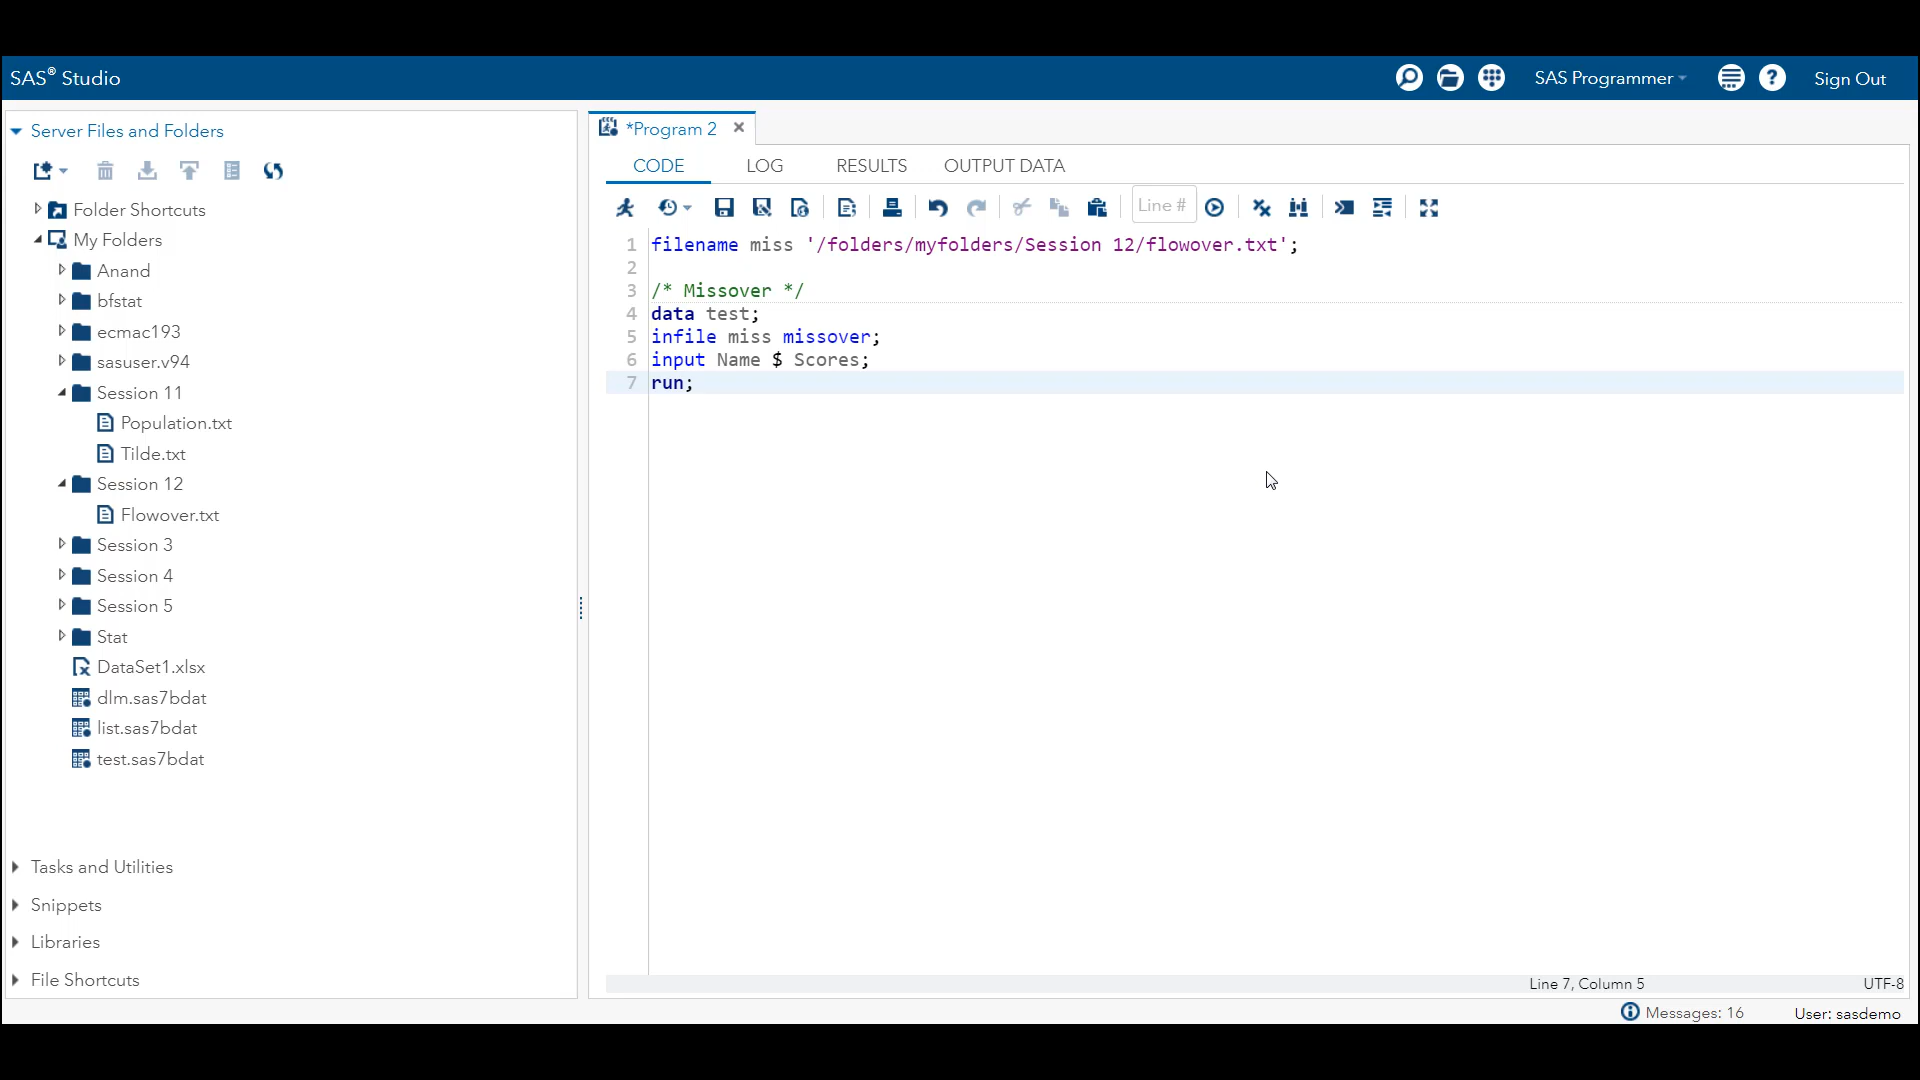 SAS® Studio
SAS Programmer
Sign Out
Server Files and Folders
Folder Shortcuts
My Folders
Anand
bfstat
ecmac193
sasuser.v94
Session 11
Population.txt
Tilde.txt
Session 12
Flowover.txt
Session 3
Session 4
Session 5
Stat
DataSet1.xlsx
dlm.sas7bdat
list.sas7bdat
test.sas7bdat
Tasks and Utilities
Snippets
Libraries
File Shortcuts
*Program 2
CODE LOG RESULTS OUTPUT DATA
Line #
1 filename miss '/folders/myfolders/Session 12/flowover.txt';
2
3 /* Missover */
4 data test;
5 infile miss missover;
6 input Name $ Scores;
7 run;
Line 7, Column 5
UTF-8
Messages: 16
User: sasdemo